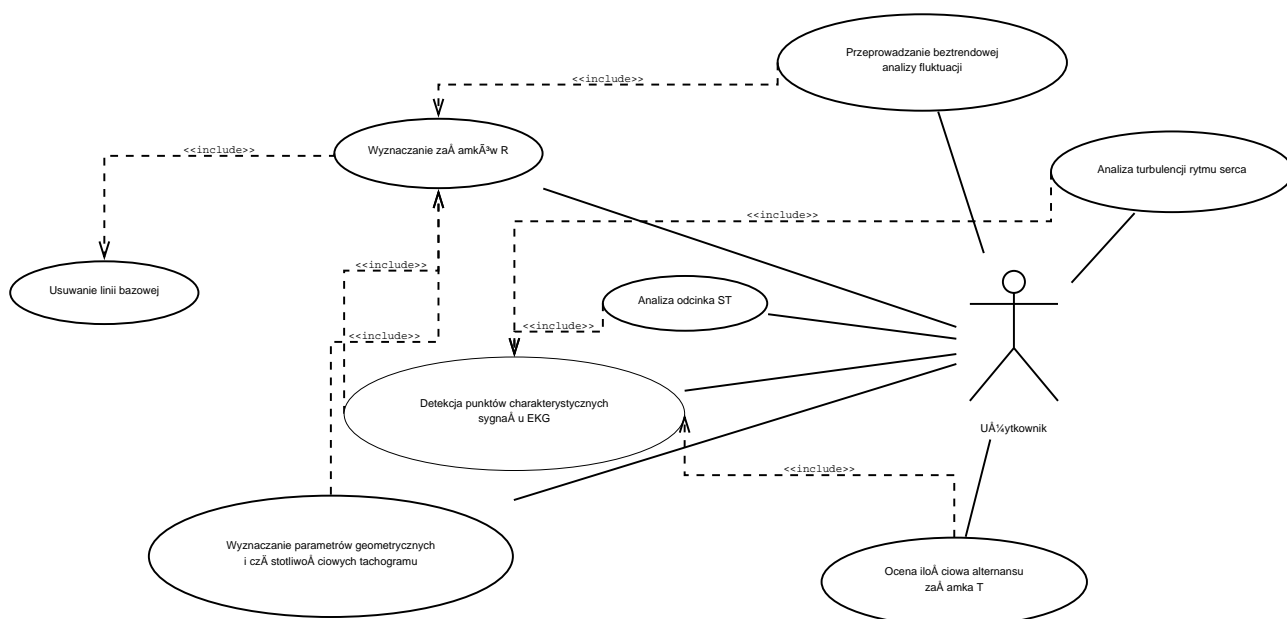 Przeprowadzanie beztrendowej
analizy fluktuacji
<<include>>
Wyznaczanie zaÅ amkÃ³w R
<<include>>
Analiza turbulencji rytmu serca
<<include>>
<<include>>
Usuwanie linii bazowej
Analiza odcinka ST
<<include>>
<<include>>
Detekcja punktów charakterystycznych
sygnaÅ u EKG
UÅ¼ytkownik
<<include>>
Wyznaczanie parametrów geometrycznych
i czÄ stotliwoÅ ciowych tachogramu
Ocena iloÅ ciowa alternansu
zaÅ amka T